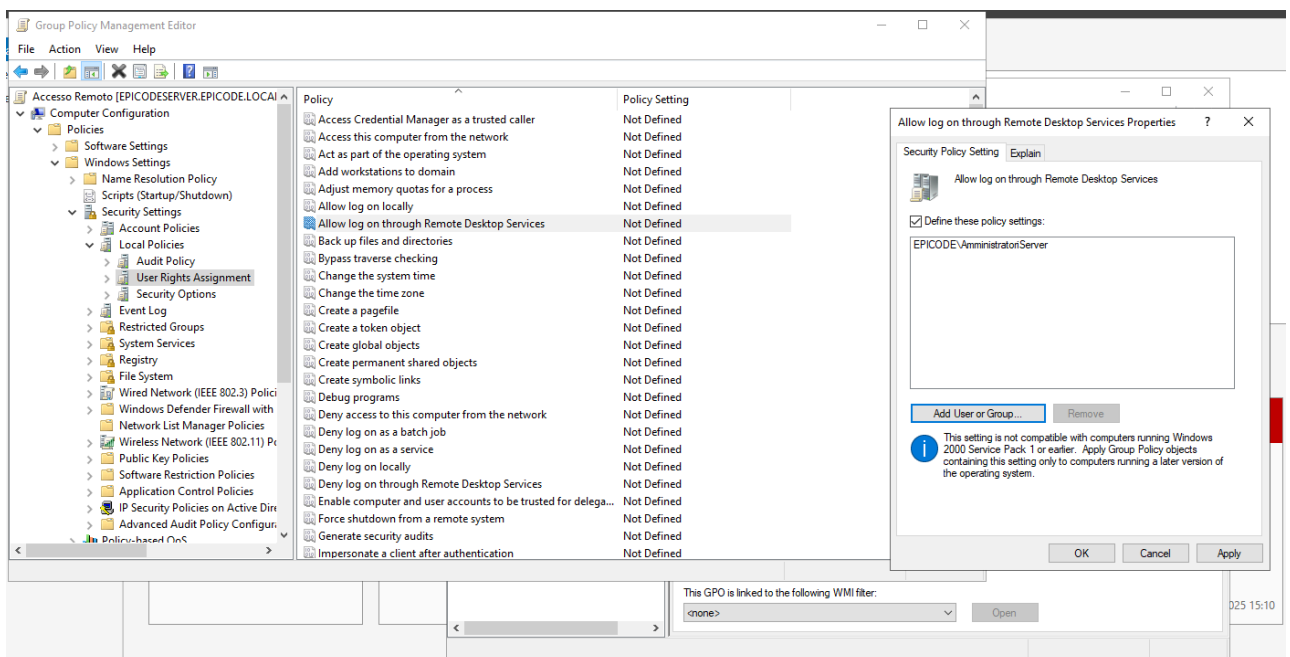 Group Policy Management Editor
File Action View Help
Accesso Remoto [EPICODESERVER.EPICODE.LOCAL
Computer Configuration
Policies
Software Settings
Windows Settings
Name Resolution Policy
Scripts (Startup/Shutdown)
Security Settings
Account Policies
Local Policies
Audit Policy
User Rights Assignment
Security Options
Event Log
Restricted Groups
System Services
Registry
File System
Wired Network (IEEE 802.3) Polici
Windows Defender Firewall with
Network List Manager Policies
Wireless Network (IEEE 802.11) Po
Public Key Policies
Software Restriction Policies
Application Control Policies
IP Security Policies on Active Dire
Advanced Audit Policy Configura
Policy-based QoS
Policy Policy Setting
Access Credential Manager as a trusted caller Not Defined
Access this computer from the network Not Defined
Act as part of the operating system Not Defined
Add workstations to domain Not Defined
Adjust memory quotas for a process Not Defined
Allow log on locally Not Defined
Allow log on through Remote Desktop Services Not Defined
Back up files and directories Not Defined
Bypass traverse checking Not Defined
Change the system time Not Defined
Change the time zone Not Defined
Create a pagefile Not Defined
Create a token object Not Defined
Create global objects Not Defined
Create permanent shared objects Not Defined
Create symbolic links Not Defined
Debug programs Not Defined
Deny access to this computer from the network Not Defined
Deny log on as a batch job Not Defined
Deny log on as a service Not Defined
Deny log on locally Not Defined
Deny log on through Remote Desktop Services Not Defined
Enable computer and user accounts to be trusted for delega... Not Defined
Force shutdown from a remote system Not Defined
Generate security audits Not Defined
Impersonate a client after authentication Not Defined
Allow log on through Remote Desktop Services Properties ?
Security Policy Setting Explain
Allow log on through Remote Desktop Services
Define these policy settings:
EPICODE\AmministratoriServer
Add User or Group... Remove
This setting is not compatible with computers running Windows
2000 Service Pack 1 or earlier. Apply Group Policy objects
containing this setting only to computers running a later version of
the operating system.
OK Cancel Apply
This GPO is linked to the following WMI filter:
<none> Open
025 15:10